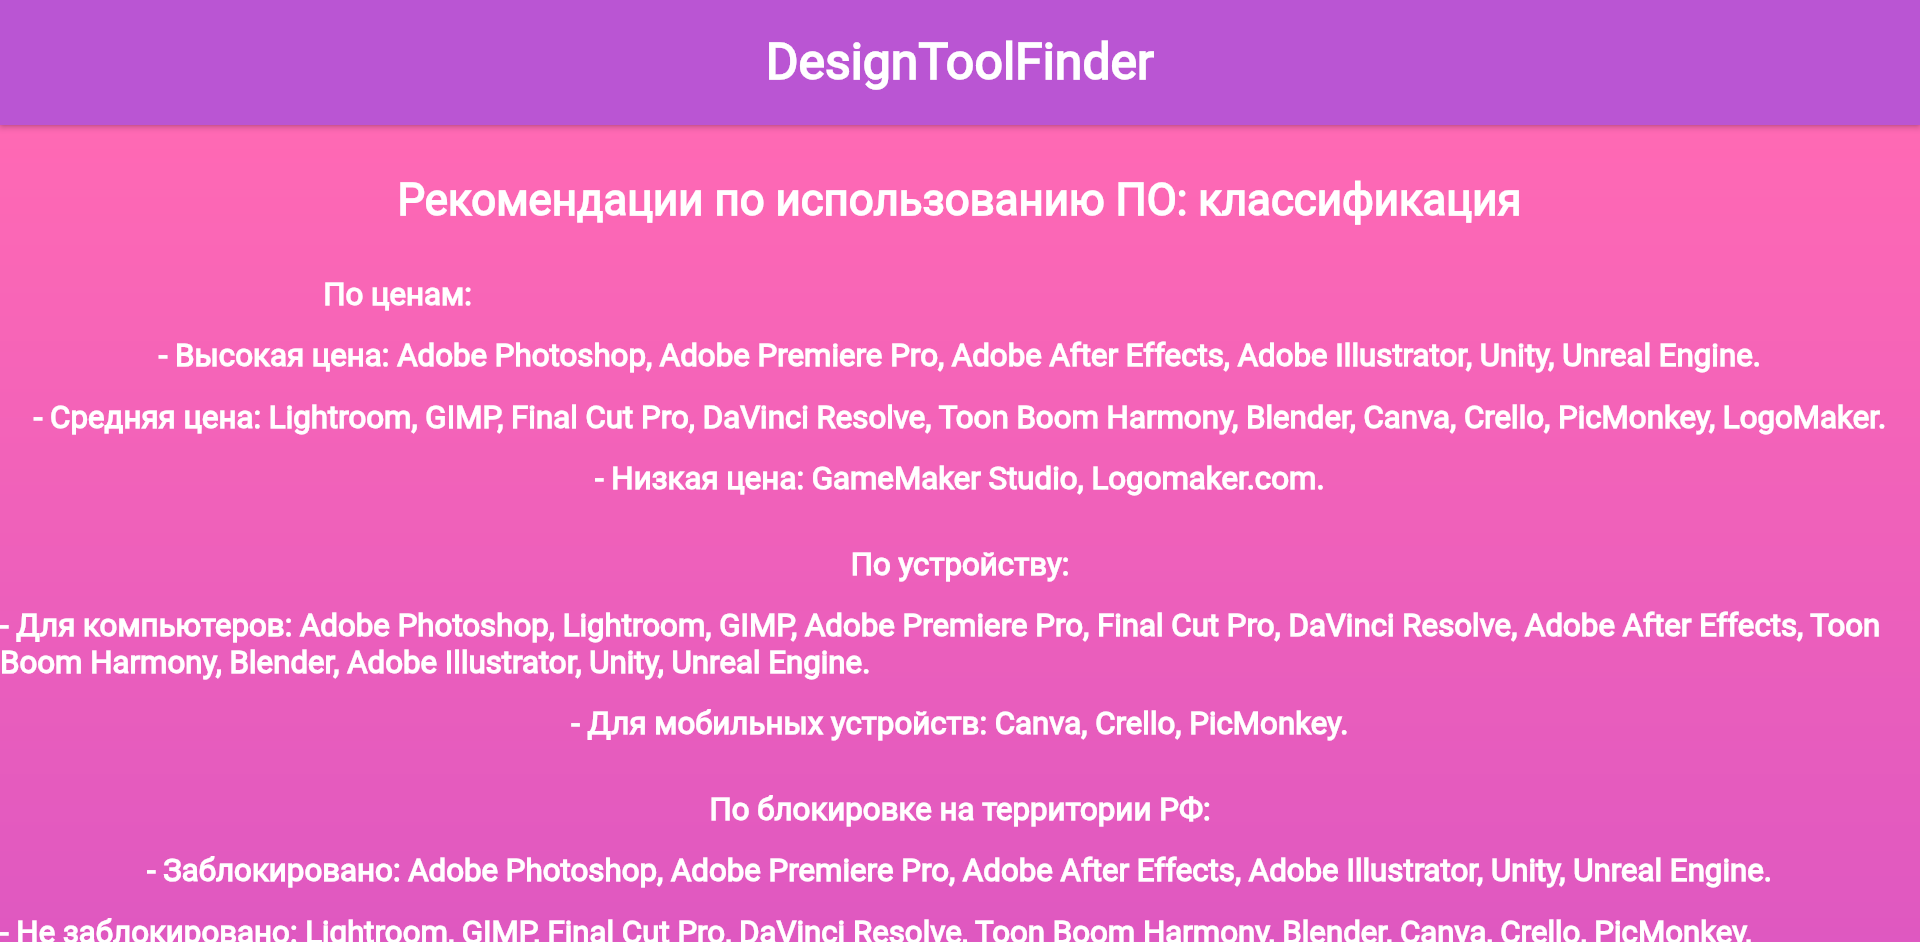 DesignToolFinder
Рекомендации по использованию ПО: классификация
По ценам:
- Высокая цена: Adobe Photoshop, Adobe Premiere Pro, Adobe After Effects, Adobe Illustrator, Unity, Unreal Engine.
- Средняя цена: Lightroom, GIMP, Final Cut Pro, DaVinci Resolve, Toon Boom Harmony, Blender, Canva, Crello, PicMonkey, LogoMaker.
- Низкая цена: GameMaker Studio, Logomaker.com.
По устройству:
- Для компьютеров: Adobe Photoshop, Lightroom, GIMP, Adobe Premiere Pro, Final Cut Pro, DaVinci Resolve, Adobe After Effects, Toon
Boom Harmony, Blender, Adobe Illustrator, Unity, Unreal Engine.
- Для мобильных устройств: Canva, Crello, PicMonkey.
По блокировке на территории РФ:
- Заблокировано: Adobe Photoshop, Adobe Premiere Pro, Adobe After Effects, Adobe Illustrator, Unity, Unreal Engine.
- Не заблокировано: Lightroom, GIMP, Final Cut Pro, DaVinci Resolve, Toon Boom Harmony, Blender, Canva, Crello, PicMonkey,